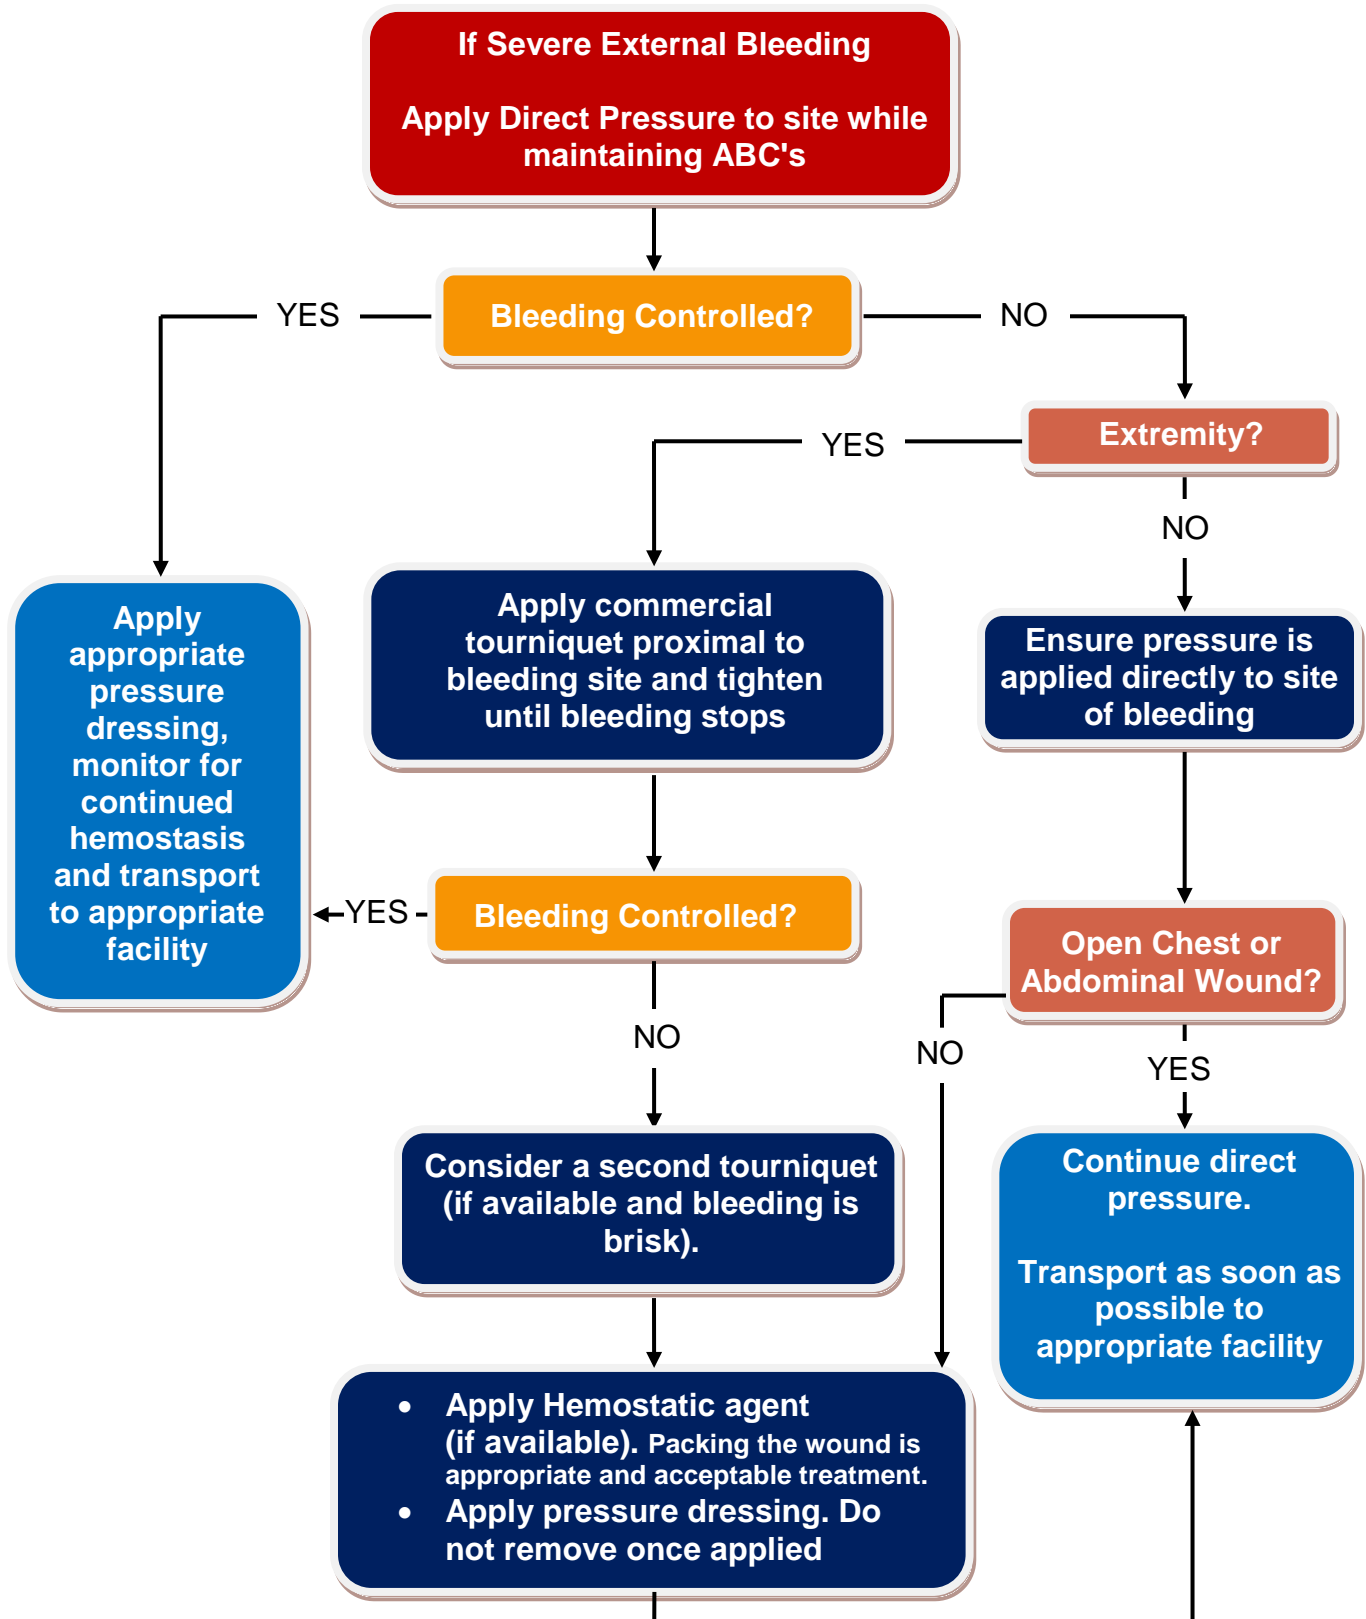 If Severe External Bleeding
Apply Direct Pressure to site while
maintaining ABC's
YES
Bleeding Controlled?
NO
Extremity?
YES
NO
Apply
appropriate
pressure
dressing,
monitor for
continued
hemostasis
and transport
to appropriate
facility
Apply commercial
tourniquet proximal to
bleeding site and tighten
until bleeding stops
Ensure pressure is
applied directly to site
of bleeding
YES
Bleeding Controlled?
Open Chest or
Abdominal Wound?
NO
NO
YES
Consider a second tourniquet
(if available and bleeding is
brisk).
Continue direct
pressure.
Transport as soon as
possible to
appropriate facility
• Apply Hemostatic agent
(if available). Packing the wound is
appropriate and acceptable treatment.
• Apply pressure dressing. Do
not remove once applied